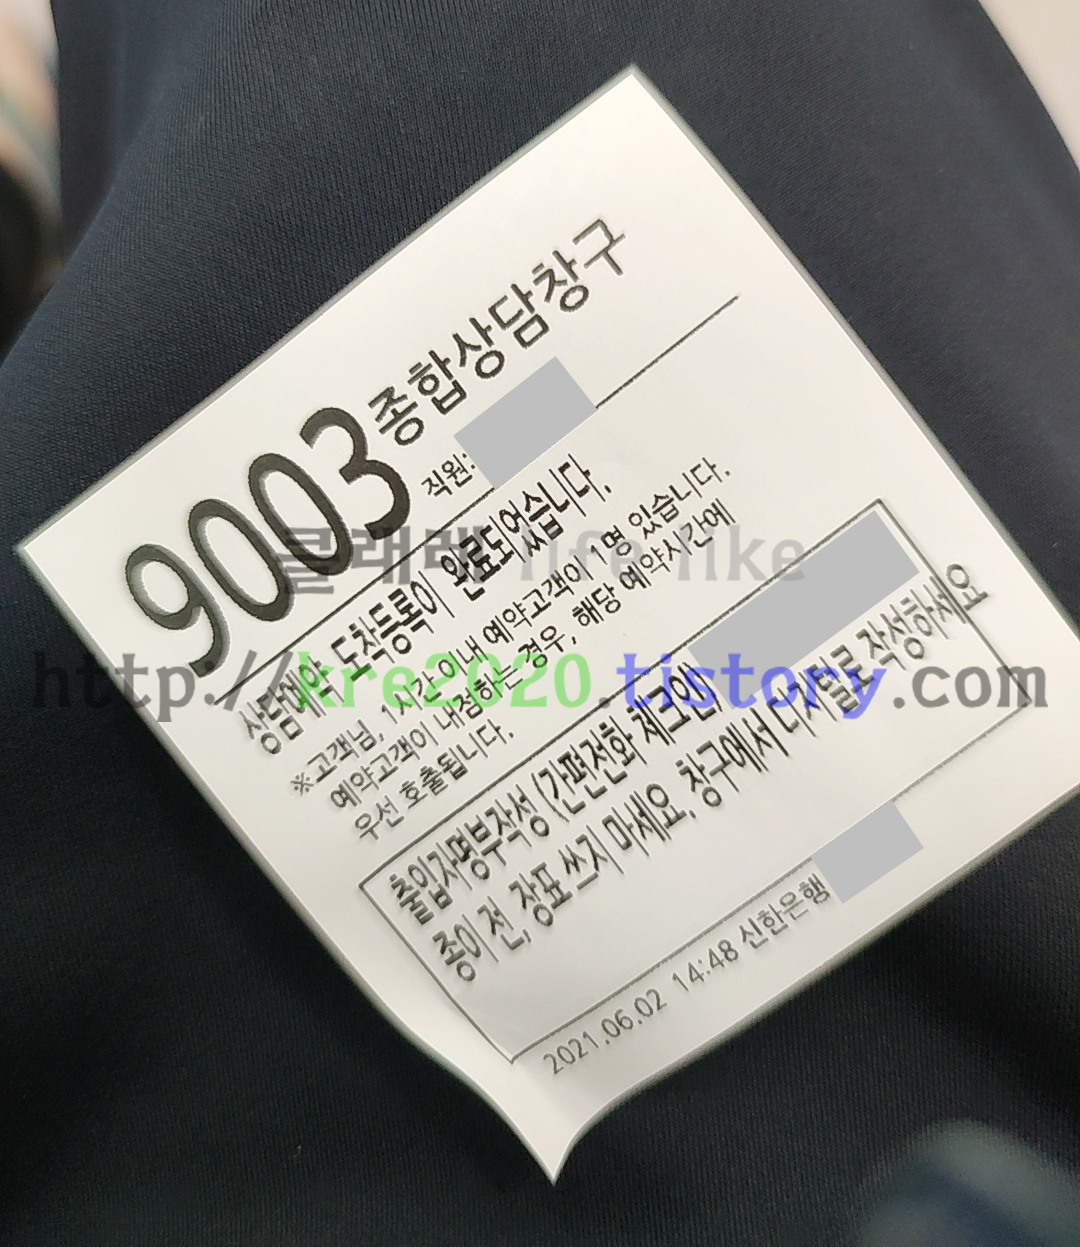 9003 종합상담창구
직원:
상담예약 도착등록이 완료되었습니다.
※고객님, 1시간 이내 예약고객이 1명 있습니다.
예약고객이 내점하는 경우, 해당 예약시간에
우선 호출됩니다.
출입자명부작성 (간편전화 체크인)
종이 전, 장표 쓰지 마세요. 창구에서 디지털로 작성하세요
2021.06.02 14:48 신한은행
클래래 life like
http://kre2020.tistory.com